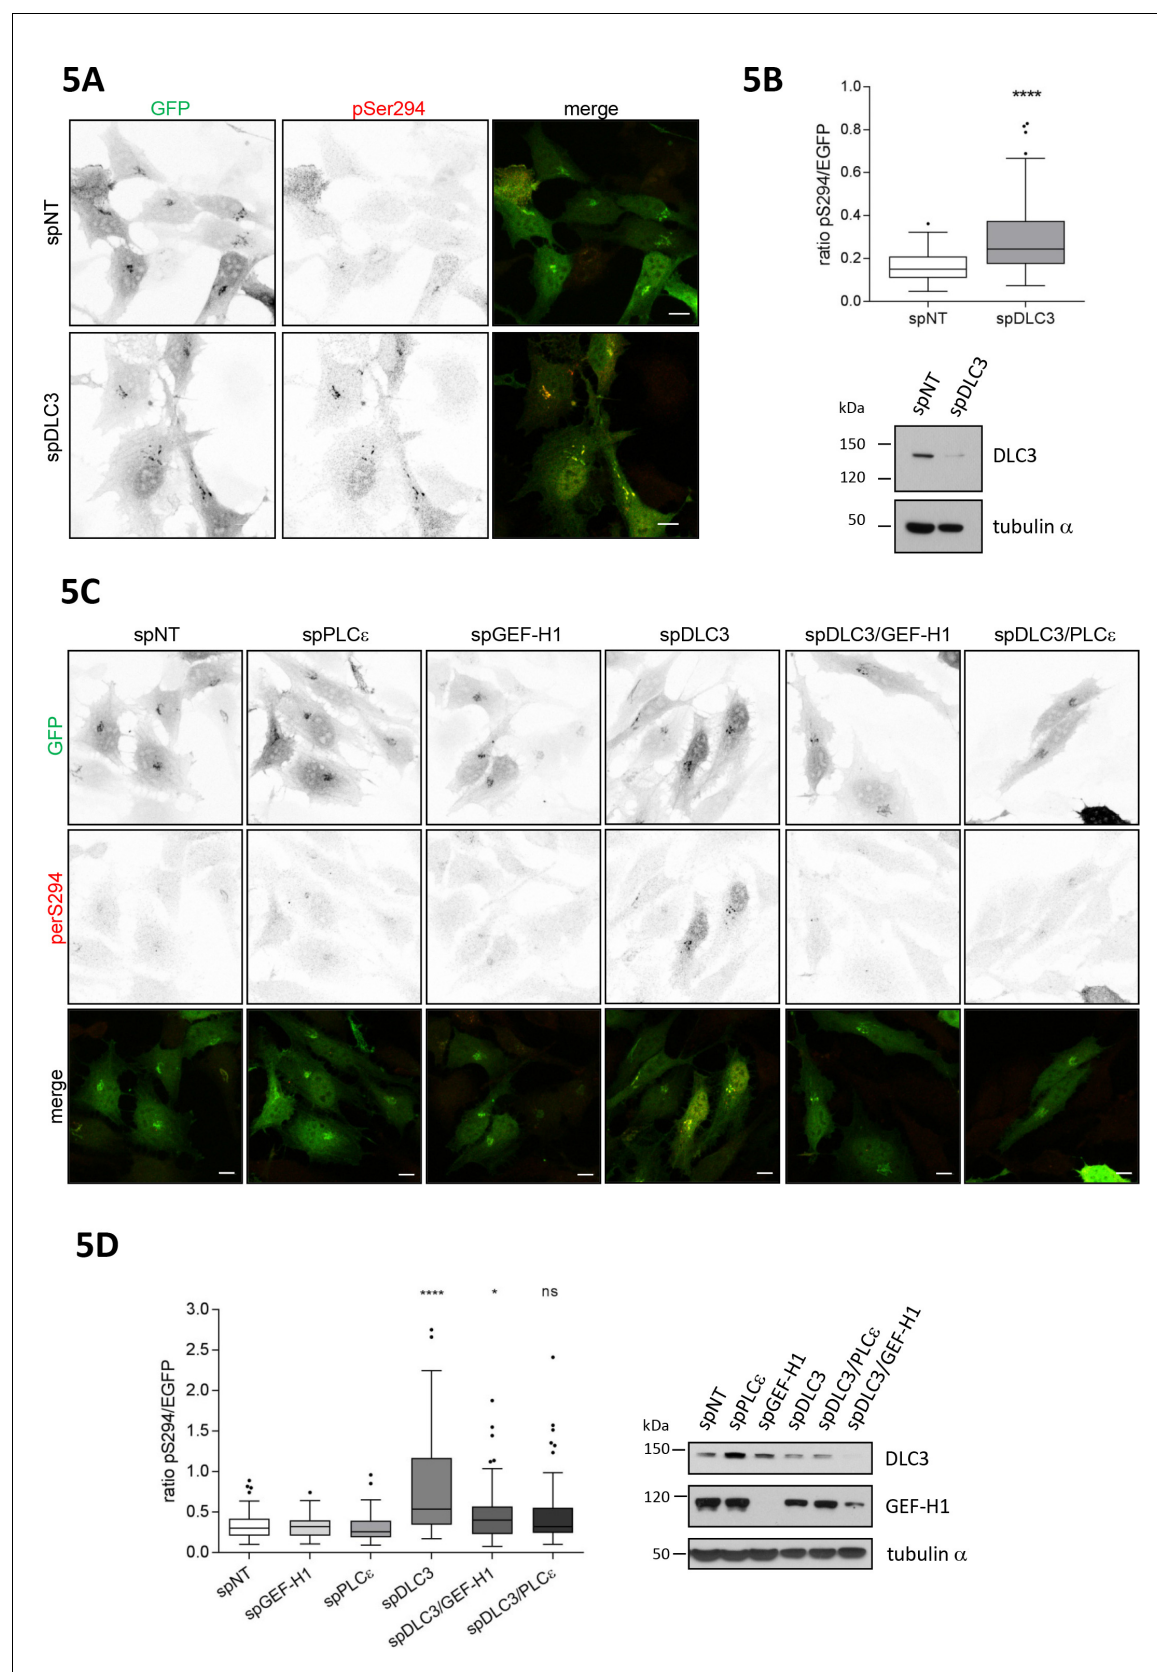 5A
GFP
pSer294
merge
spNT
spDLC3
5B
ratio pS294/EGFP
1.0
0.8
0.6
0.4
0.2
0.0
****
spNT
spDLC3
spNT
spDLC3
kDa
150
120
DLC3
50
tubulin α
5C
spNT
spPLCε
spGEF-H1
spDLC3
spDLC3/GEF-H1
spDLC3/PLCε
GFP
perS294
merge
5D
ratio pS294/EGFP
3.0
2.5
2.0
1.5
1.0
0.5
0.0
****
*
ns
spNT
spGEF-H1
spPLCε
spDLC3
spDLC3/GEF-H1
spDLC3/PLCε
spNT
spPLCε
spGEF-H1
spDLC3
spDLC3/PLCε
spDLC3/GEF-H1
kDa
150
DLC3
120
GEF-H1
50
tubulin α